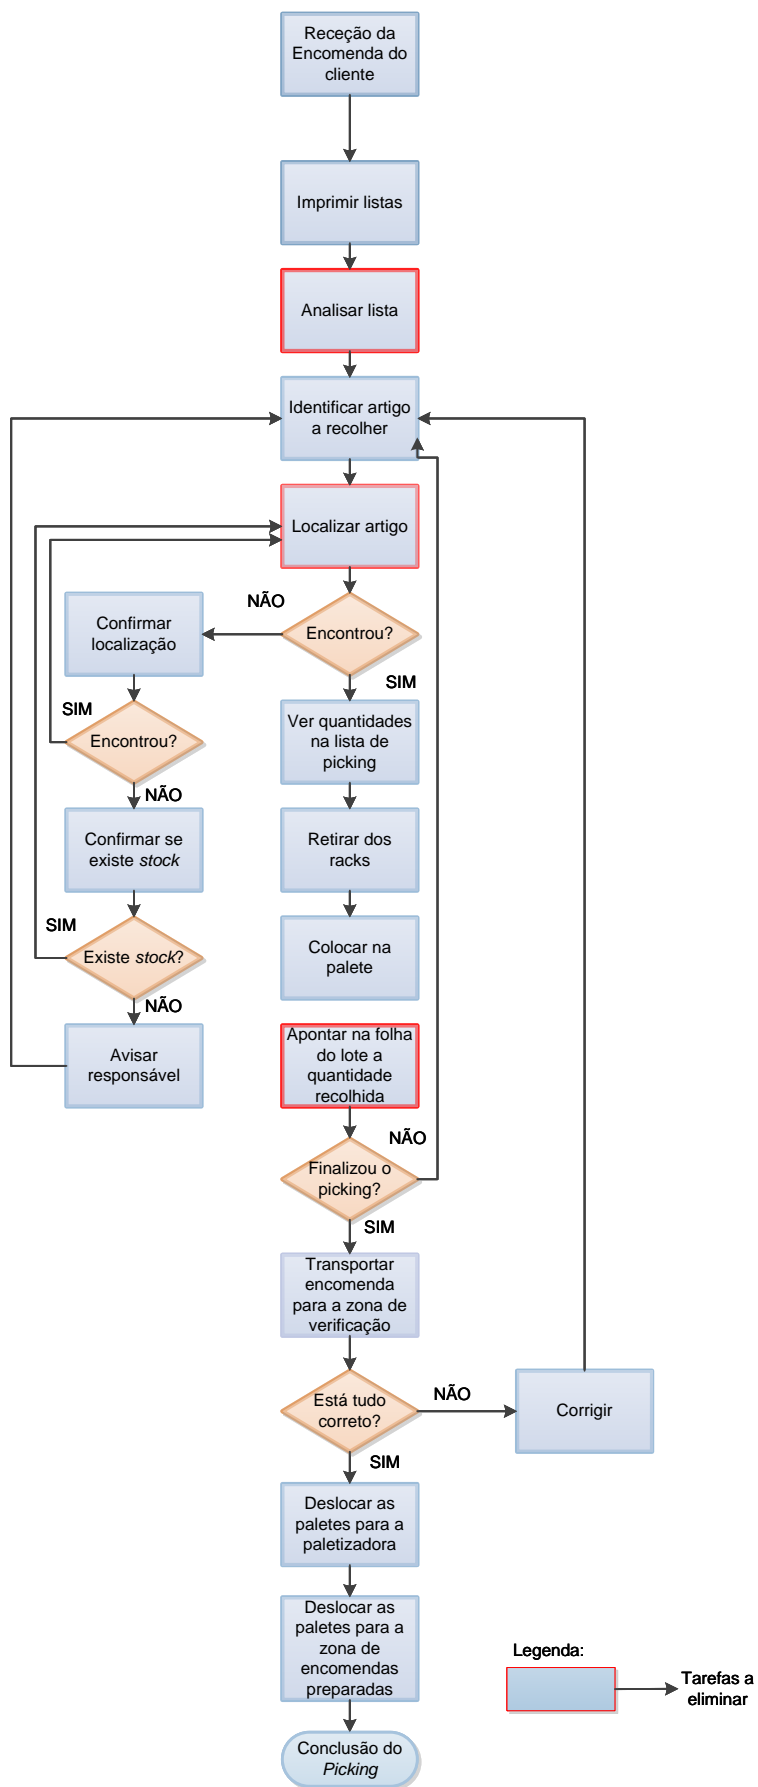 Receção da
Encomenda do
cliente
Imprimir listas
Analisar lista
Identificar artigo
a recolher
Localizar artigo
NÃO
Encontrou?
Confirmar
localização
SIM
SIM
Encontrou?
Ver quantidades
na lista de
picking
NÃO
Confirmar se
existe stock
Retirar dos
racks
SIM
Existe stock?
Colocar na
palete
NÃO
Avisar
responsável
Apontar na folha
do lote a
quantidade
recolhida
NÃO
Finalizou o
picking?
SIM
Transportar
encomenda
para a zona de
verificação
Está tudo
correto?
NÃO
Corrigir
SIM
Deslocar as
paletes para a
paletizadora
Deslocar as
paletes para a
zona de
encomendas
preparadas
Conclusão do
Picking
Legenda:
Tarefas a
eliminar